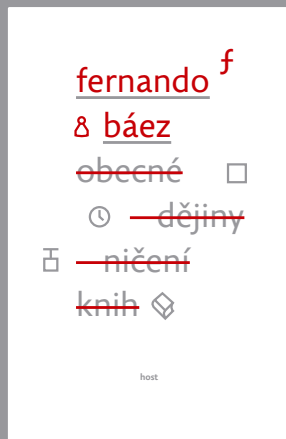 fernando ƒ
báez
obecné
dějiny
ničení
knih
host